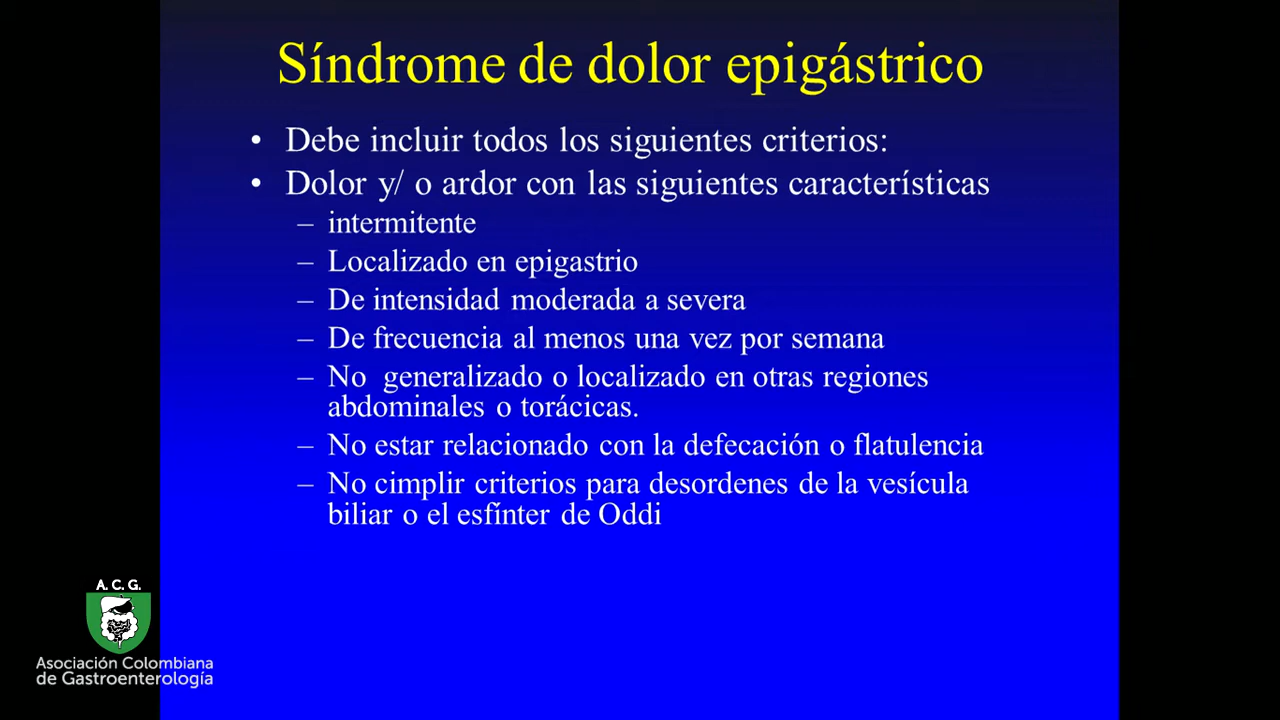 Síndrome de dolor epigástrico
• Debe incluir todos los siguientes criterios:
• Dolor y/ o ardor con las siguientes características
– intermitente
– Localizado en epigastrio
– De intensidad moderada a severa
– De frecuencia al menos una vez por semana
– No generalizado o localizado en otras regiones
abdominales o torácicas.
– No estar relacionado con la defecación o flatulencia
– No cimplir criterios para desordenes de la vesícula
biliar o el esfínter de Oddi
A. C. G.
Asociación Colombiana
de Gastroenterología